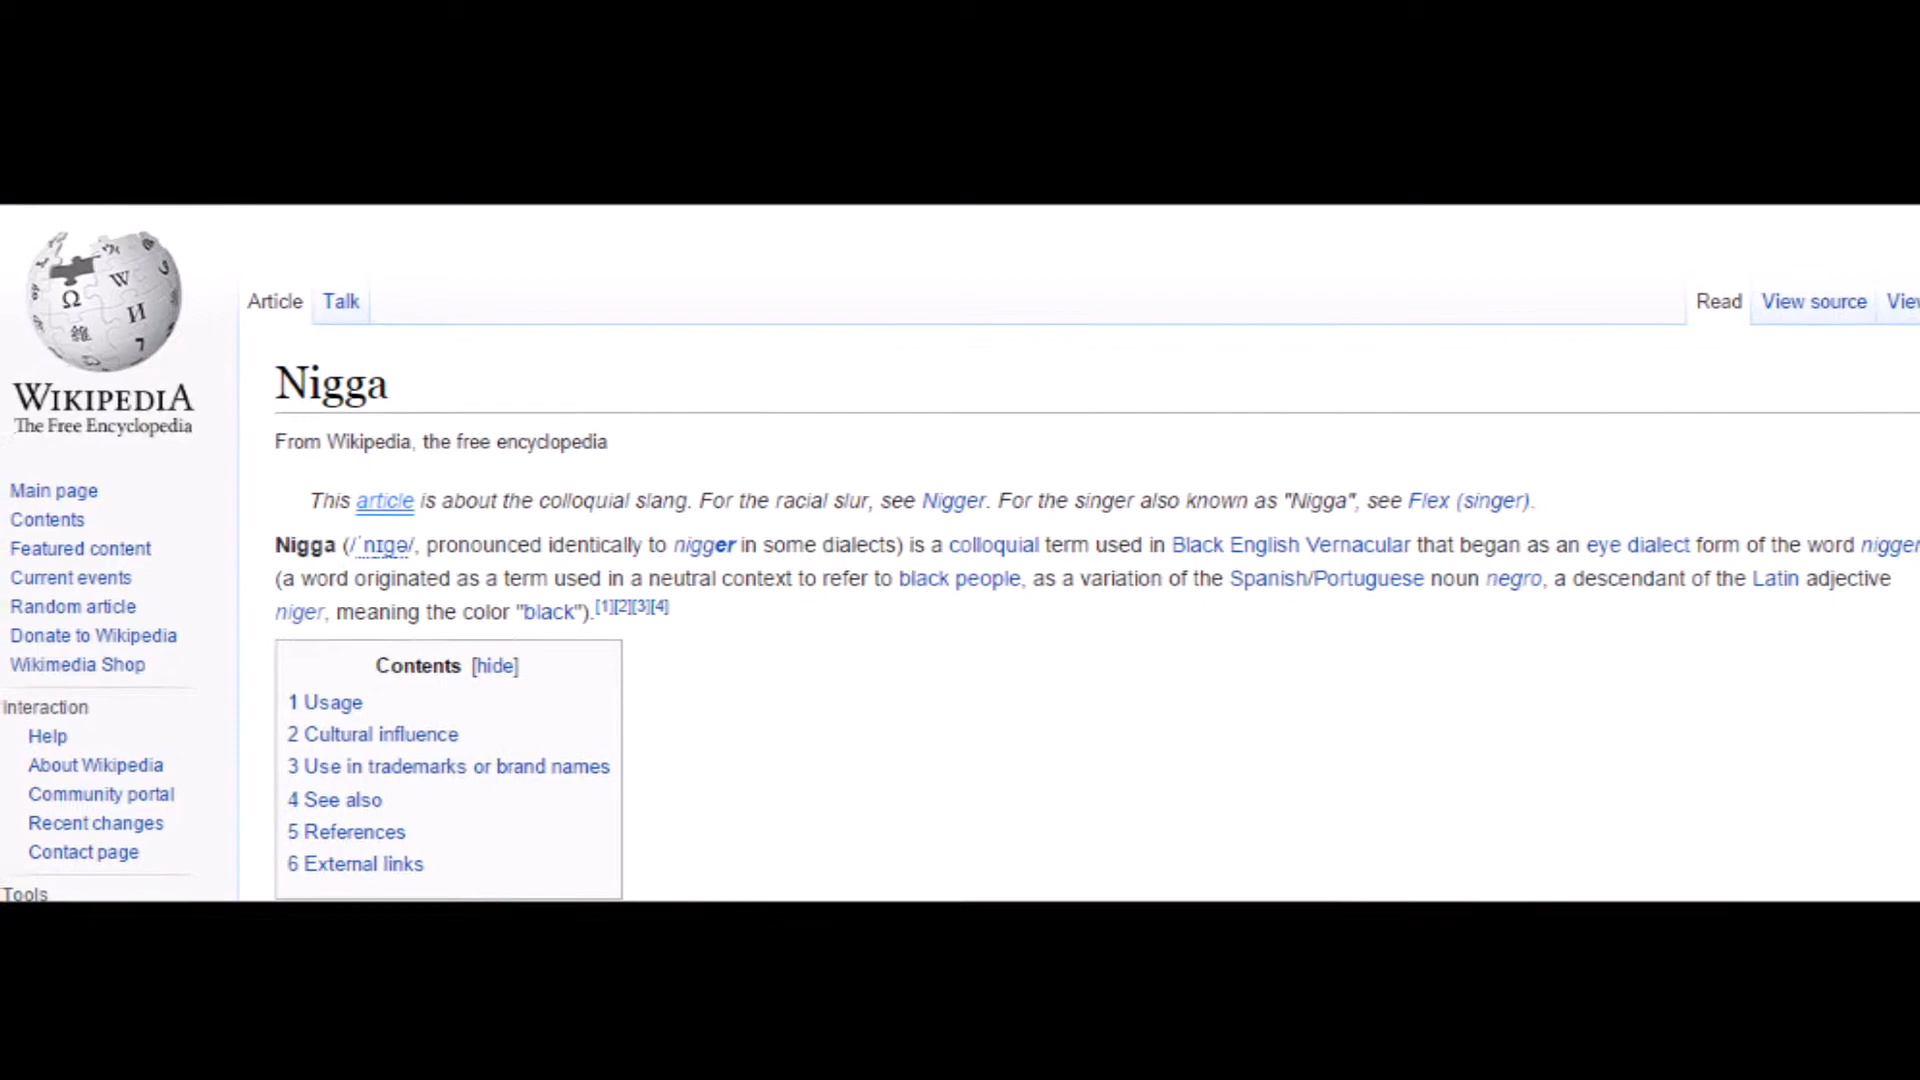 WIKIPEDIA
The Free Encyclopedia
Main page
Contents
Featured content
Current events
Random article
Donate to Wikipedia
Wikimedia Shop
Interaction
Help
About Wikipedia
Community portal
Recent changes
Contact page
Tools
Article Talk
Read View source
Nigga
From Wikipedia, the free encyclopedia
This article is about the colloquial slang. For the racial slur, see Nigger. For the singer also known as "Nigga", see Flex (singer).
Nigga (/ˈnɪɡə/, pronounced identically to nigger in some dialects) is a colloquial term used in Black English Vernacular that began as an eye dialect form of the word nigger
(a word originated as a term used in a neutral context to refer to black people, as a variation of the Spanish/Portuguese noun negro, a descendant of the Latin adjective
niger, meaning the color "black").[1][2][3][4]
Contents [hide]
1 Usage
2 Cultural influence
3 Use in trademarks or brand names
4 See also
5 References
6 External links